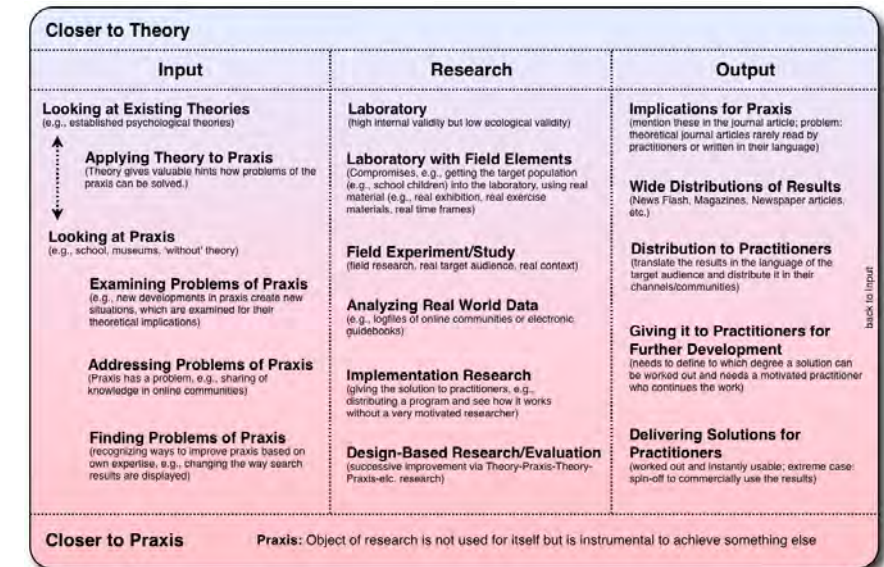 Closer to Theory
Input
Looking at Existing Theories
(e.g., established psychological theories)
Applying Theory to Praxis
(Theory gives valuable hints how problems of the
praxis can be solved.)
Looking at Praxis
(e.g., school, museums, 'without' theory)
Examining Problems of Praxis
(e.g., new developments in praxis create new
situations, which are examined for their
theoretical implications)
Addressing Problems of Praxis
(Praxis has a problem, e.g., sharing of
knowledge in online communities)
Finding Problems of Praxis
(recognizing ways to improve praxis based on
own expertise, e.g., changing the way search
results are displayed)
Research
Laboratory
(high internal validity but low ecological validity)
Laboratory with Field Elements
(Compromises, e.g., getting the target population
(e.g., school children) into the laboratory, using real
material (e.g., real exhibition, real exercise
materials, real time frames)
Field Experiment/Study
(field research, real target audience, real context)
Analyzing Real World Data
(e.g., logfiles of online communities or electronic
guidebooks)
Implementation Research
(giving the solution to practitioners, e.g.,
distributing a program and see how it works
without a very motivated researcher)
Design-Based Research/Evaluation
(successive improvement via Theory-Praxis-Theory-
Praxis-etc. research)
Output
Implications for Praxis
(mention these in the journal article; problem:
theoretical journal articles rarely read by
practitioners or written in their language)
Wide Distributions of Results
(News Flash, Magazines, Newspaper articles,
etc.)
Distribution to Practitioners
(translate the results in the language of the
target audience and distribute it in their
channels/communities)
Giving it to Practitioners for
Further Development
(needs to define to which degree a solution can
be worked out and needs a motivated practitioner
who continues the work)
Delivering Solutions for
Practitioners
(worked out and instantly usable; extreme case:
spin-off to commercially use the results)
back to input
Closer to Praxis
Praxis: Object of research is not used for itself but is instrumental to achieve something else